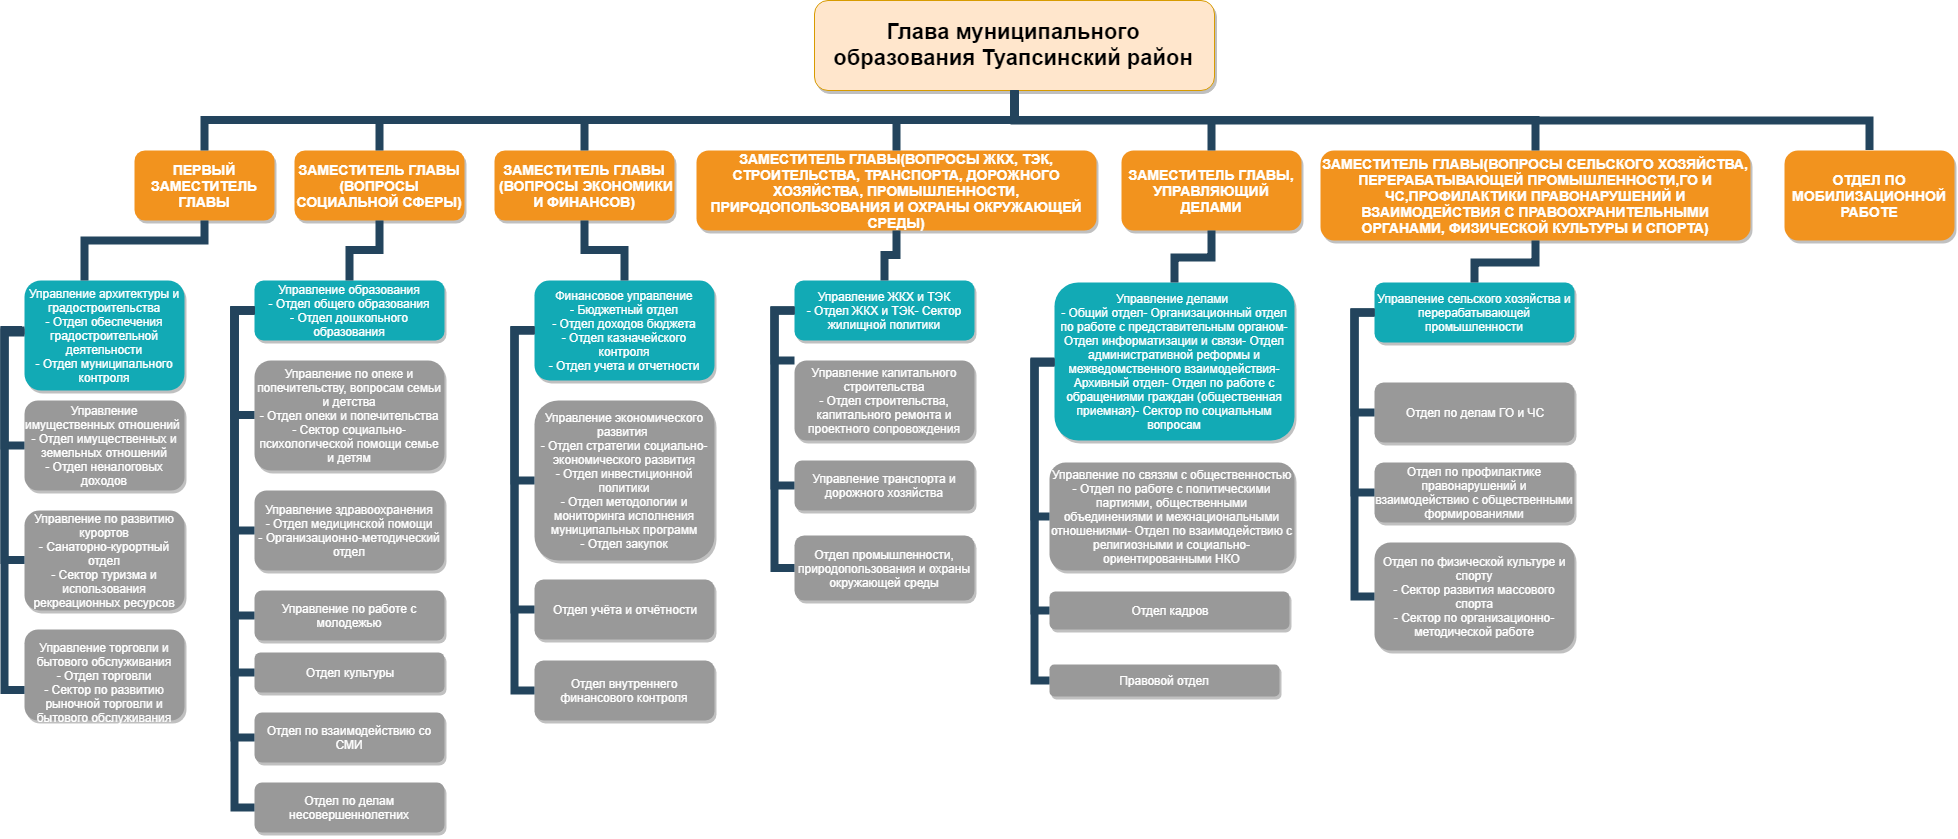 Глава муниципального
образования Туапсинский район
ПЕРВЫЙ
ЗАМЕСТИТЕЛЬ
ГЛАВЫ
ЗАМЕСТИТЕЛЬ ГЛАВЫ
(ВОПРОСЫ
СОЦИАЛЬНОЙ СФЕРЫ)
ЗАМЕСТИТЕЛЬ ГЛАВЫ
(ВОПРОСЫ ЭКОНОМИКИ
И ФИНАНСОВ)
ЗАМЕСТИТЕЛЬ ГЛАВЫ(ВОПРОСЫ ЖКХ, ТЭК,
СТРОИТЕЛЬСТВА, ТРАНСПОРТА, ДОРОЖНОГО
ХОЗЯЙСТВА, ПРОМЫШЛЕННОСТИ,
ПРИРОДОПОЛЬЗОВАНИЯ И ОХРАНЫ ОКРУЖАЮЩЕЙ
СРЕДЫ)
ЗАМЕСТИТЕЛЬ ГЛАВЫ,
УПРАВЛЯЮЩИЙ
ДЕЛАМИ
ЗАМЕСТИТЕЛЬ ГЛАВЫ(ВОПРОСЫ СЕЛЬСКОГО ХОЗЯЙСТВА,
ПЕРЕРАБАТЫВАЮЩЕЙ ПРОМЫШЛЕННОСТИ,ГО И
ЧС,ПРОФИЛАКТИКИ ПРАВОНАРУШЕНИЙ И
ВЗАИМОДЕЙСТВИЯ С ПРАВООХРАНИТЕЛЬНЫМИ
ОРГАНАМИ, ФИЗИЧЕСКОЙ КУЛЬТУРЫ И СПОРТА)
ОТДЕЛ ПО
МОБИЛИЗАЦИОННОЙ
РАБОТЕ
Управление архитектуры и
градостроительства
- Отдел обеспечения
градостроительной
деятельности
- Отдел муниципального
контроля
Управление
имущественных отношений
- Отдел имущественных и
земельных отношений
- Отдел неналоговых
доходов
Управление по развитию
курортов
- Санаторно-курортный
отдел
- Сектор туризма и
использования
рекреационных ресурсов
Управление торговли и
бытового обслуживания
- Отдел торговли
- Сектор по развитию
рыночной торговли и
бытового обслуживания
Управление образования
- Отдел общего образования
- Отдел дошкольного
образования
Управление по опеке и
попечительству, вопросам семьи
и детства
- Отдел опеки и попечительства
- Сектор социально-
психологической помощи семье
и детям
Управление здравоохранения
- Отдел медицинской помощи
- Организационно-методический
отдел
Управление по работе с
молодежью
Отдел культуры
Отдел по взаимодействию со
СМИ
Отдел по делам
несовершеннолетних
Финансовое управление
- Бюджетный отдел
- Отдел доходов бюджета
- Отдел казначейского
контроля
- Отдел учета и отчетности
Управление экономического
развития
- Отдел стратегии социально-
экономического развития
- Отдел инвестиционной
политики
- Отдел методологии и
мониторинга исполнения
муниципальных программ
- Отдел закупок
Отдел учёта и отчётности
Отдел внутреннего
финансового контроля
Управление ЖКХ и ТЭК
- Отдел ЖКХ и ТЭК- Сектор
жилищной политики
Управление капитального
строительства
- Отдел строительства,
капитального ремонта и
проектного сопровождения
Управление транспорта и
дорожного хозяйства
Отдел промышленности,
природопользования и охраны
окружающей среды
Управление делами
- Общий отдел- Организационный отдел
по работе с представительным органом-
Отдел информатизации и связи- Отдел
административной реформы и
межведомственного взаимодействия-
Архивный отдел- Отдел по работе с
обращениями граждан (общественная
приемная)- Сектор по социальным
вопросам
Управление по связям с общественностью
- Отдел по работе с политическими
партиями, общественными
объединениями и межнациональными
отношениями- Отдел по взаимодействию с
религиозными и социально-
ориентированными НКО
Отдел кадров
Правовой отдел
Управление сельского хозяйства и
перерабатывающей
промышленности
Отдел по делам ГО и ЧС
Отдел по профилактике
правонарушений и
взаимодействию с общественными
формированиями
Отдел по физической культуре и
спорту
- Сектор развития массового
спорта
- Сектор по организационно-
методической работе